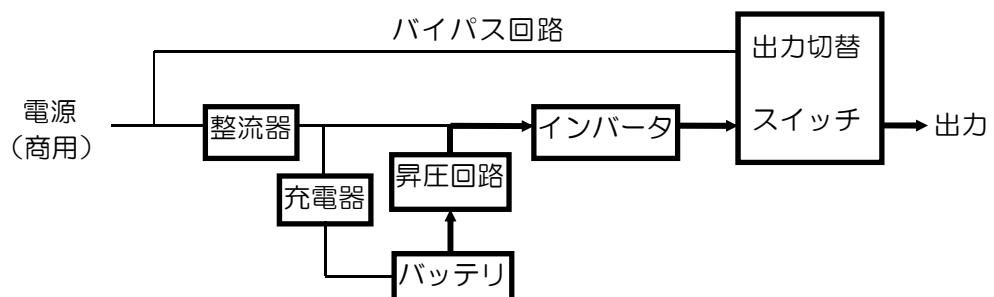 バイパス回路
出力切替
スイッチ
電源
（商用）
整流器
インバータ
出力
昇圧回路
充電器
バッテリ